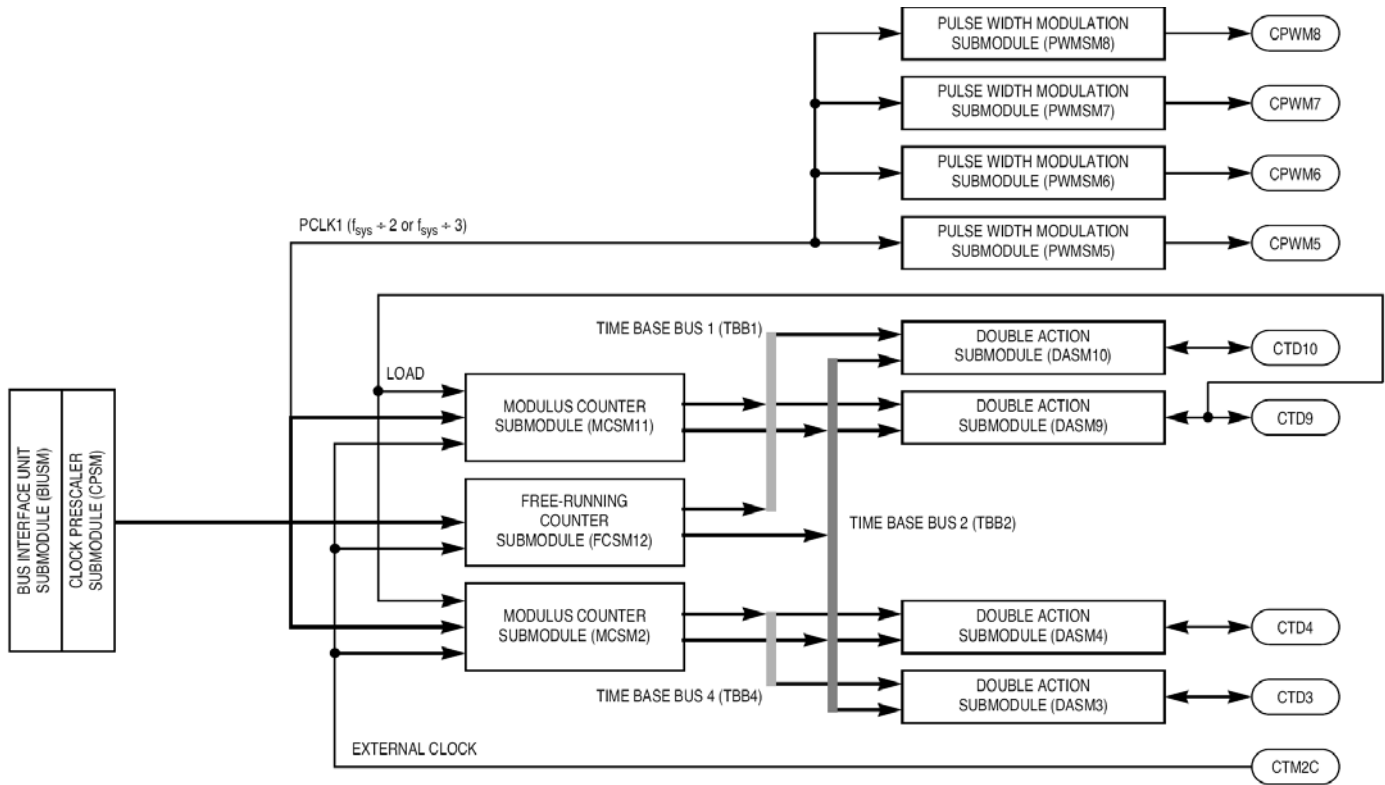 PULSE WIDTH MODULATION
SUBMODULE (PWMSM8)
CPWM8
PULSE WIDTH MODULATION
SUBMODULE (PWMSM7)
CPWM7
PULSE WIDTH MODULATION
SUBMODULE (PWMSM6)
CPWM6
PCLK1 (fsys ÷ 2 or fsys ÷ 3)
PULSE WIDTH MODULATION
SUBMODULE (PWMSM5)
CPWM5
TIME BASE BUS 1 (TBB1)
DOUBLE ACTION
SUBMODULE (DASM10)
CTD10
LOAD
MODULUS COUNTER
SUBMODULE (MCSM11)
DOUBLE ACTION
SUBMODULE (DASM9)
CTD9
BUS INTERFACE UNIT
SUBMODULE (BIUSM)
CLOCK PRESCALER
SUBMODULE (CPSM)
FREE-RUNNING
COUNTER
SUBMODULE (FCSM12)
TIME BASE BUS 2 (TBB2)
MODULUS COUNTER
SUBMODULE (MCSM2)
DOUBLE ACTION
SUBMODULE (DASM4)
CTD4
TIME BASE BUS 4 (TBB4)
DOUBLE ACTION
SUBMODULE (DASM3)
CTD3
EXTERNAL CLOCK
CTM2C